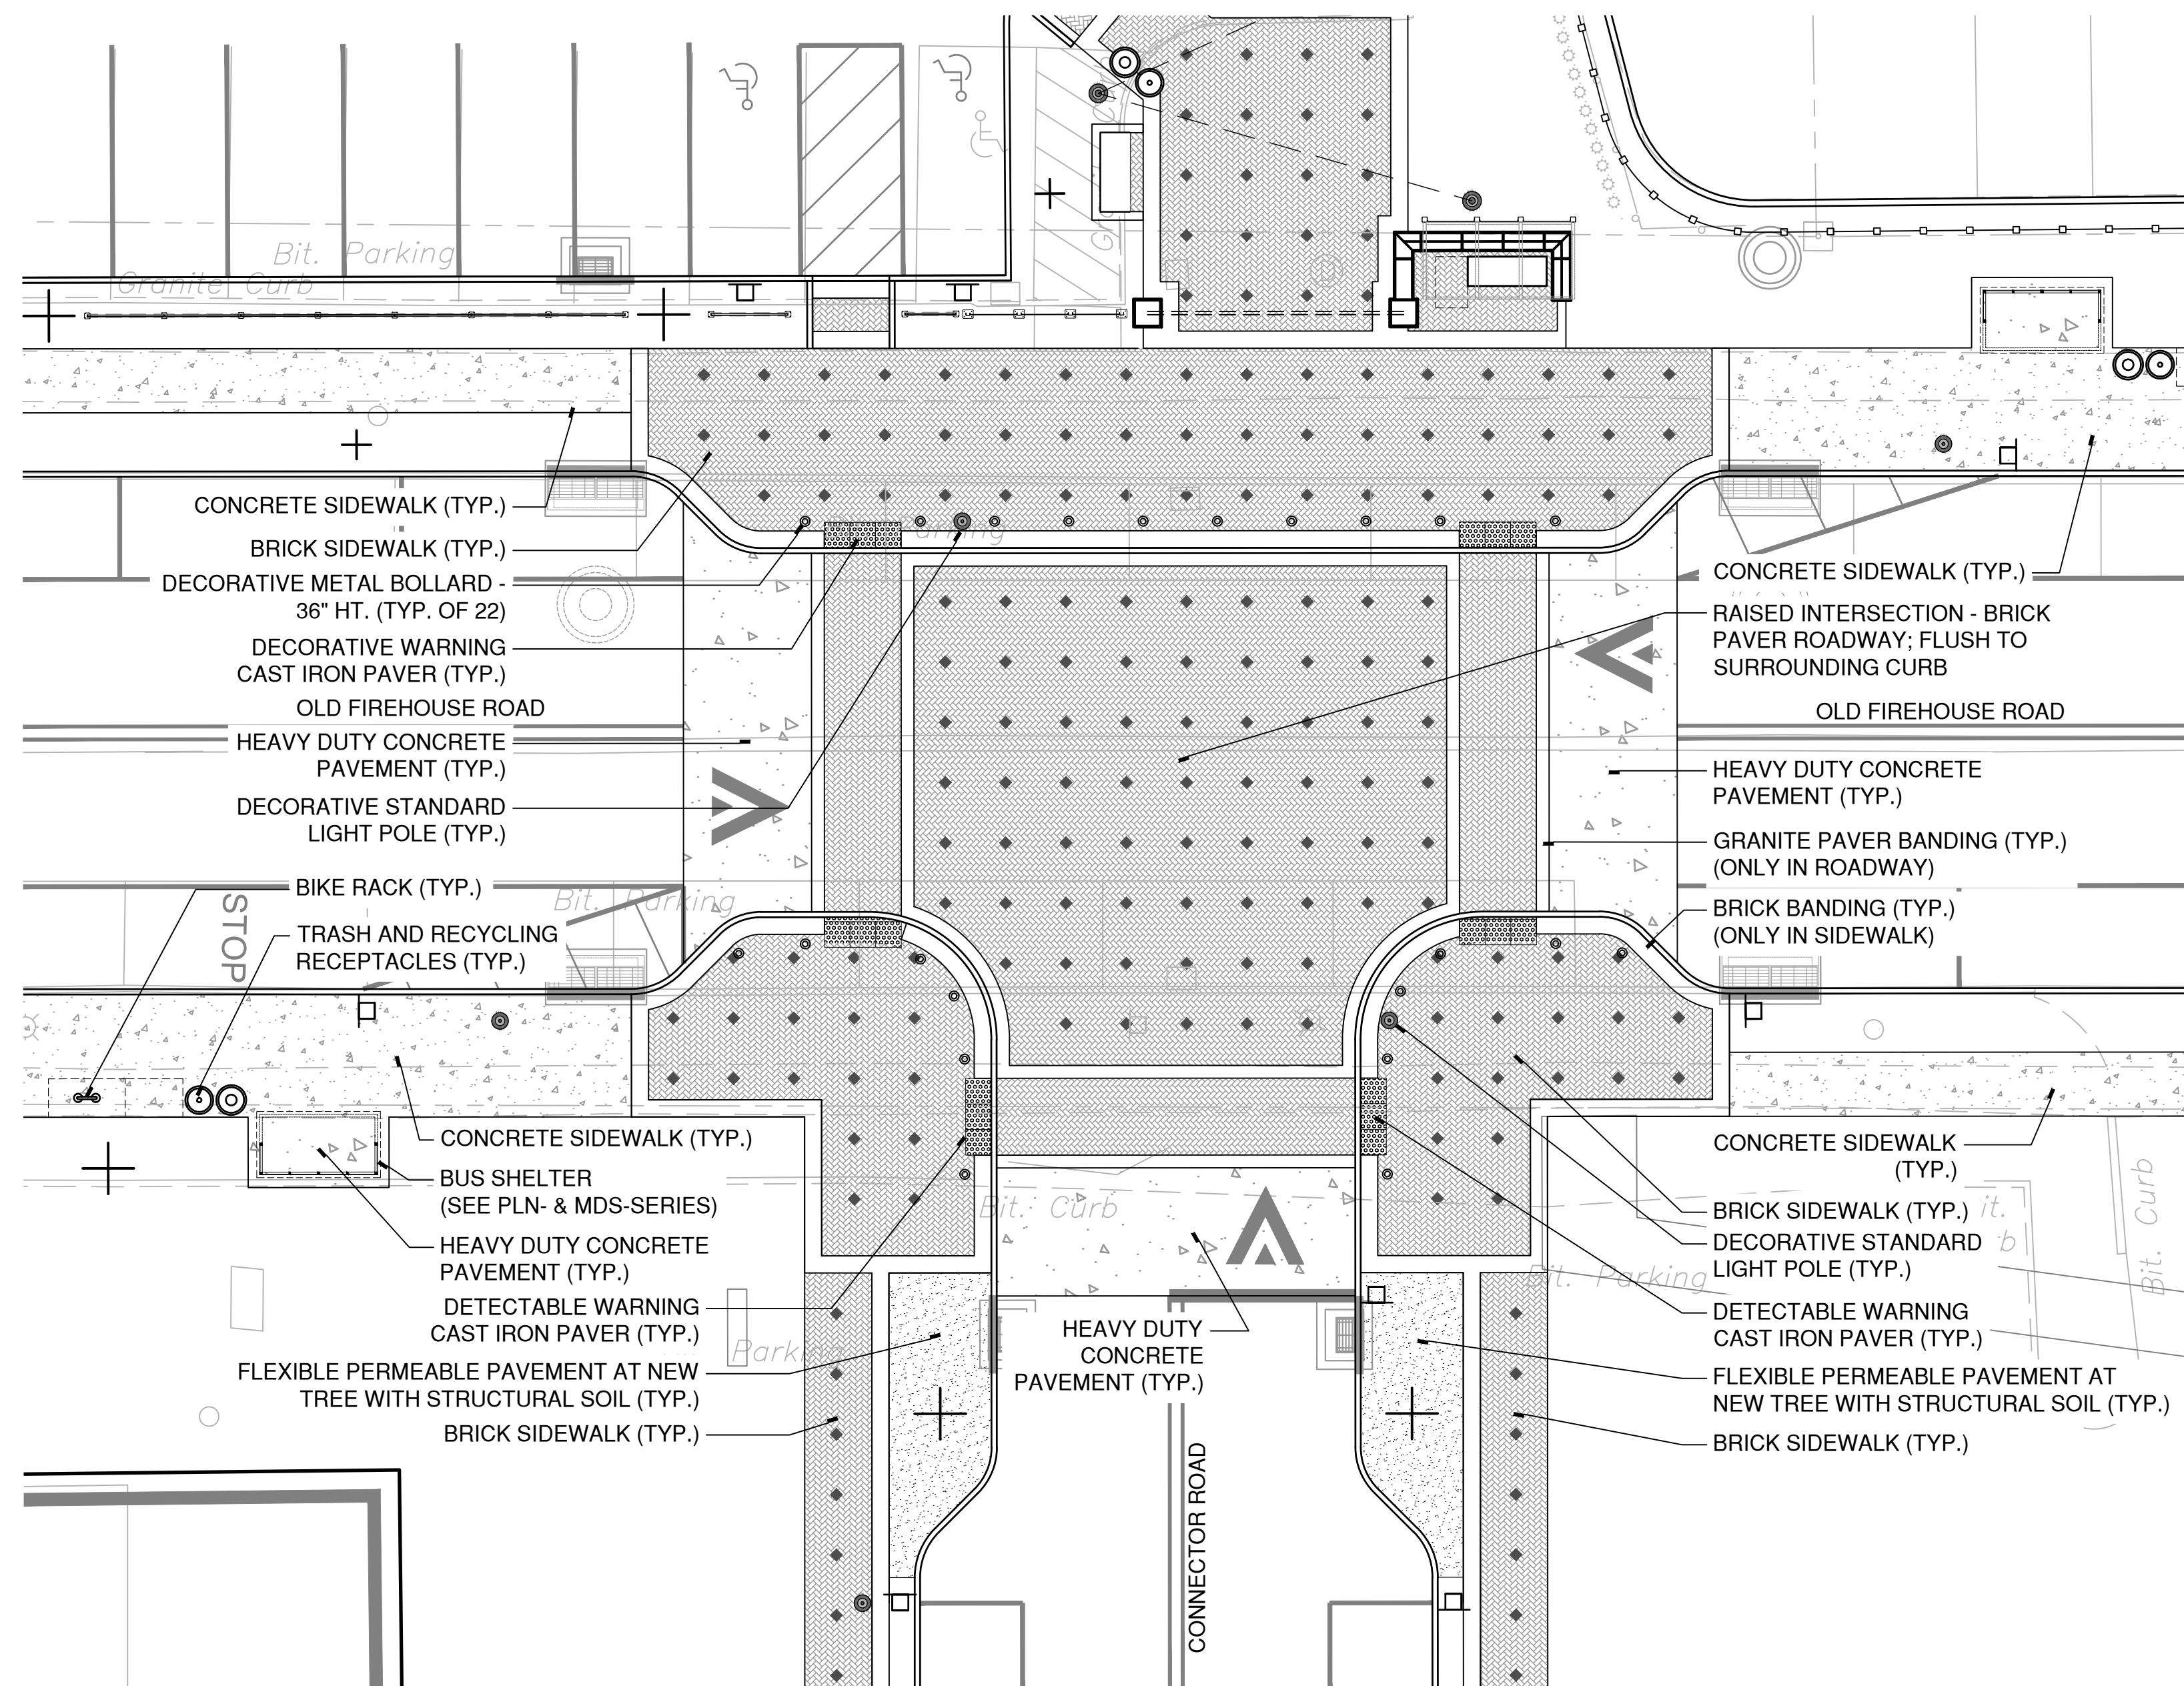 Bit. Parking
Granite Curb
CONCRETE SIDEWALK (TYP.)
BRICK SIDEWALK (TYP.)
DECORATIVE METAL BOLLARD -
36" HT. (TYP. OF 22)
DECORATIVE WARNING
CAST IRON PAVER (TYP.)
OLD FIREHOUSE ROAD
HEAVY DUTY CONCRETE
PAVEMENT (TYP.)
DECORATIVE STANDARD
LIGHT POLE (TYP.)
BIKE RACK (TYP.)
STOP
TRASH AND RECYCLING
RECEPTACLES (TYP.)
Bit. Parking
CONCRETE SIDEWALK (TYP.)
BUS SHELTER
(SEE PLN- & MDS-SERIES)
HEAVY DUTY CONCRETE
PAVEMENT (TYP.)
DETECTABLE WARNING
CAST IRON PAVER (TYP.)
Parking
FLEXIBLE PERMEABLE PAVEMENT AT NEW
TREE WITH STRUCTURAL SOIL (TYP.)
BRICK SIDEWALK (TYP.)
Bit. Curb
HEAVY DUTY
CONCRETE
PAVEMENT (TYP.)
CONNECTOR ROAD
CONCRETE SIDEWALK (TYP.)
RAISED INTERSECTION - BRICK
PAVER ROADWAY; FLUSH TO
SURROUNDING CURB
OLD FIREHOUSE ROAD
HEAVY DUTY CONCRETE
PAVEMENT (TYP.)
GRANITE PAVER BANDING (TYP.)
(ONLY IN ROADWAY)
BRICK BANDING (TYP.)
(ONLY IN SIDEWALK)
CONCRETE SIDEWALK
(TYP.)
BRICK SIDEWALK (TYP.)
DECORATIVE STANDARD
LIGHT POLE (TYP.)
Bit. Parking
Bit. Curb
DETECTABLE WARNING
CAST IRON PAVER (TYP.)
FLEXIBLE PERMEABLE PAVEMENT AT
NEW TREE WITH STRUCTURAL SOIL (TYP.)
BRICK SIDEWALK (TYP.)